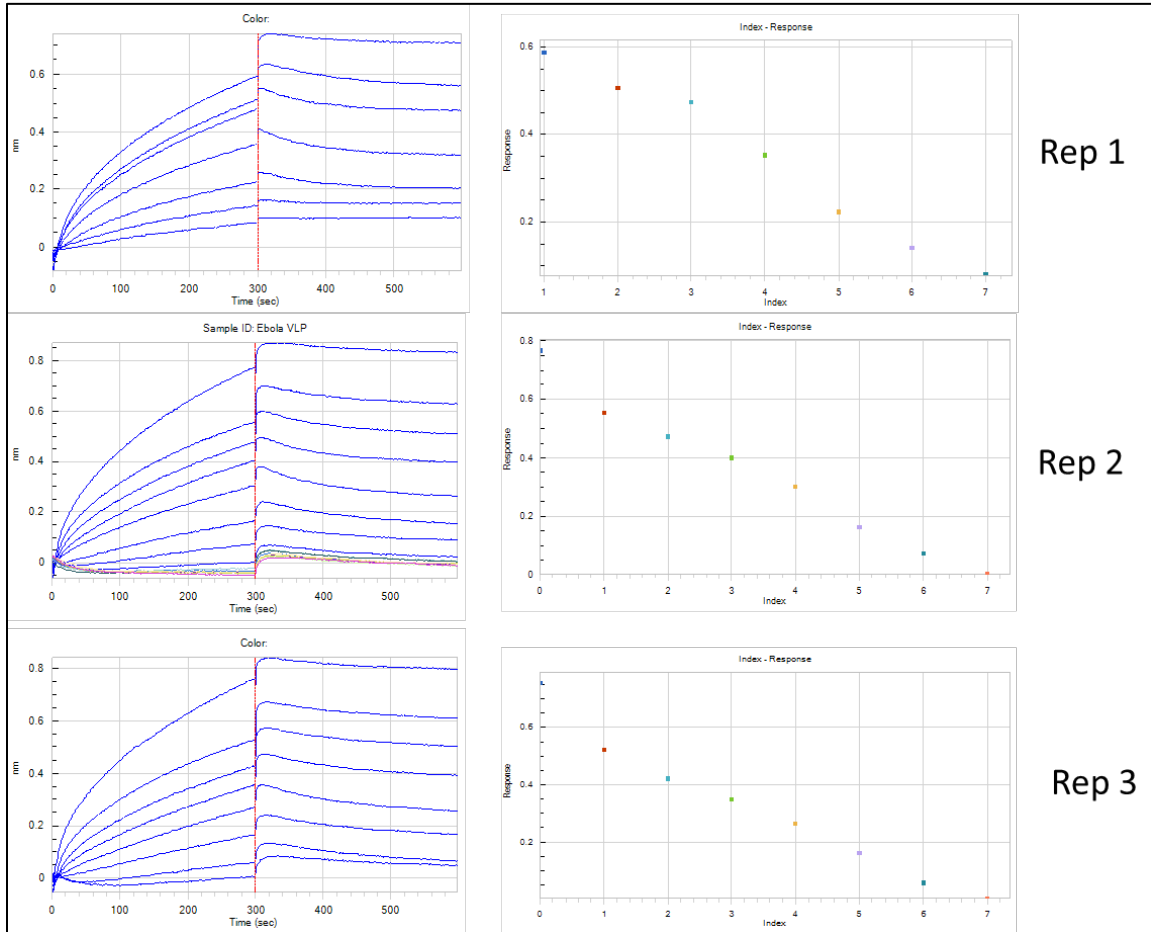 Color:
0.6
0.4
0.2
0
nm
0 100 200 300 400 500
Time (sec)
Index - Response
0.6
0.4
0.2
Response
1 2 3 4 5 6 7
Index
Rep 1
Sample ID: Ebola VLP
0.8
0.6
0.4
0.2
0
nm
0 100 200 300 400 500
Time (sec)
Index - Response
0.8
0.6
0.4
0.2
0
Response
0 1 2 3 4 5 6 7
Index
Rep 2
Color:
0.8
0.6
0.4
0.2
0
nm
0 100 200 300 400 500
Time (sec)
Index - Response
0.6
0.4
0.2
Response
0 1 2 3 4 5 6 7
Index
Rep 3